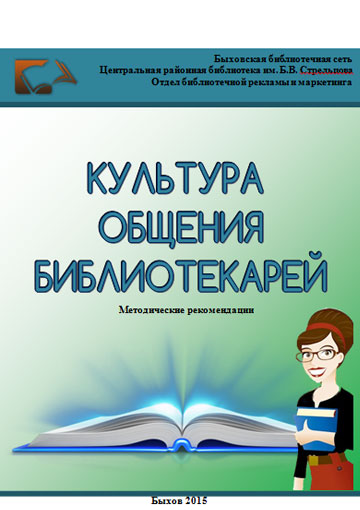 Быховская библиотечная сеть
Центральная районная библиотека им. Б.В. Стрельцова
Отдел библиотечной рекламы и маркетинга
КУЛЬТУРА
ОБЩЕНИЯ
БИБЛИОТЕКАРЕЙ
Методические рекомендации
Быхов 2015